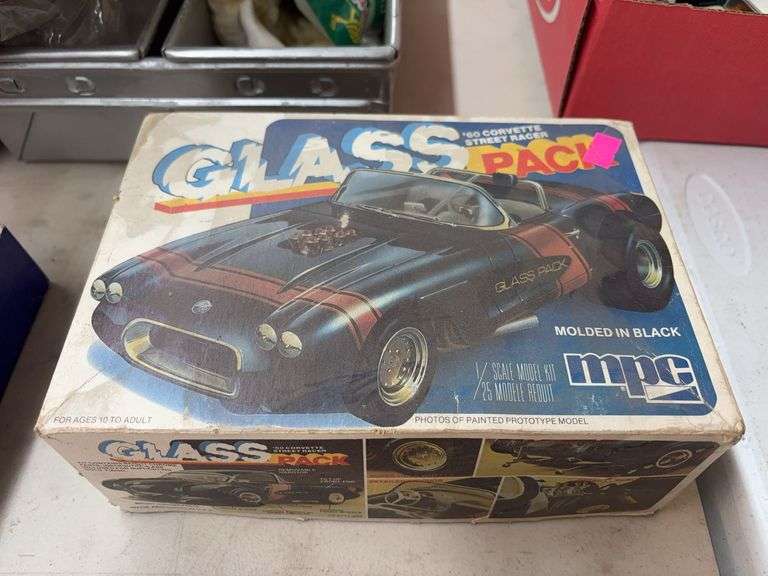 '60 CORVETTE
STREET RACER
GLASS PACK
GLASS PACK
MOLDED IN BLACK
1/25 SCALE MODEL KIT
MODELE REDUIT
mpc
FOR AGES 10 TO ADULT
PHOTOS OF PAINTED PROTOTYPE MODEL
GLASS PACK
'60 CORVETTE
STREET RACER